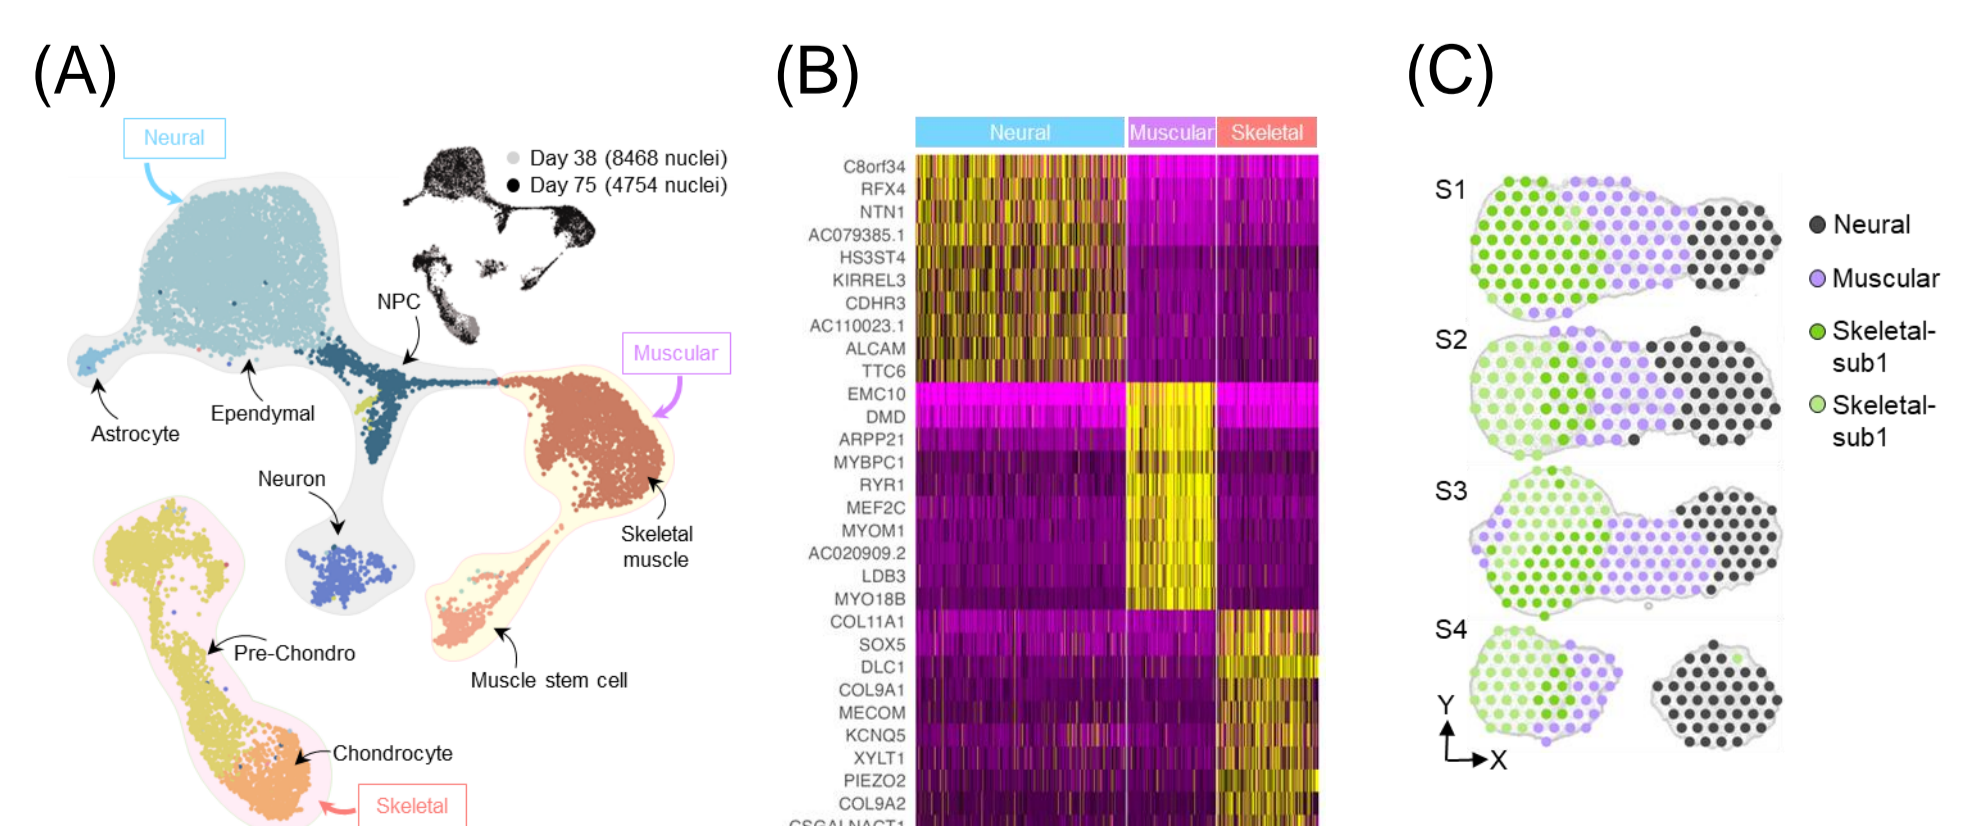 (A)
Neural
Day 38 (8468 nuclei)
Day 75 (4754 nuclei)
NPC
Muscular
Ependymal
Astrocyte
Neuron
Skeletal
muscle
Pre-Chondro
Muscle stem cell
Chondrocyte
Skeletal
(B)
Neural Muscular Skeletal
C8orf34
RFX4
NTN1
AC079385.1
HS3ST4
KIRREL3
CDHR3
AC110023.1
ALCAM
TTC6
EMC10
DMD
ARPP21
MYBPC1
RYR1
MEF2C
MYOM1
AC020909.2
LDB3
MYO18B
COL11A1
SOX5
DLC1
COL9A1
MECOM
KCNQ5
XYLT1
PIEZO2
COL9A2
CSGALNACT1
(C)
S1
S2
S3
S4
Y
X
Neural
Muscular
Skeletal-
sub1
Skeletal-
sub1